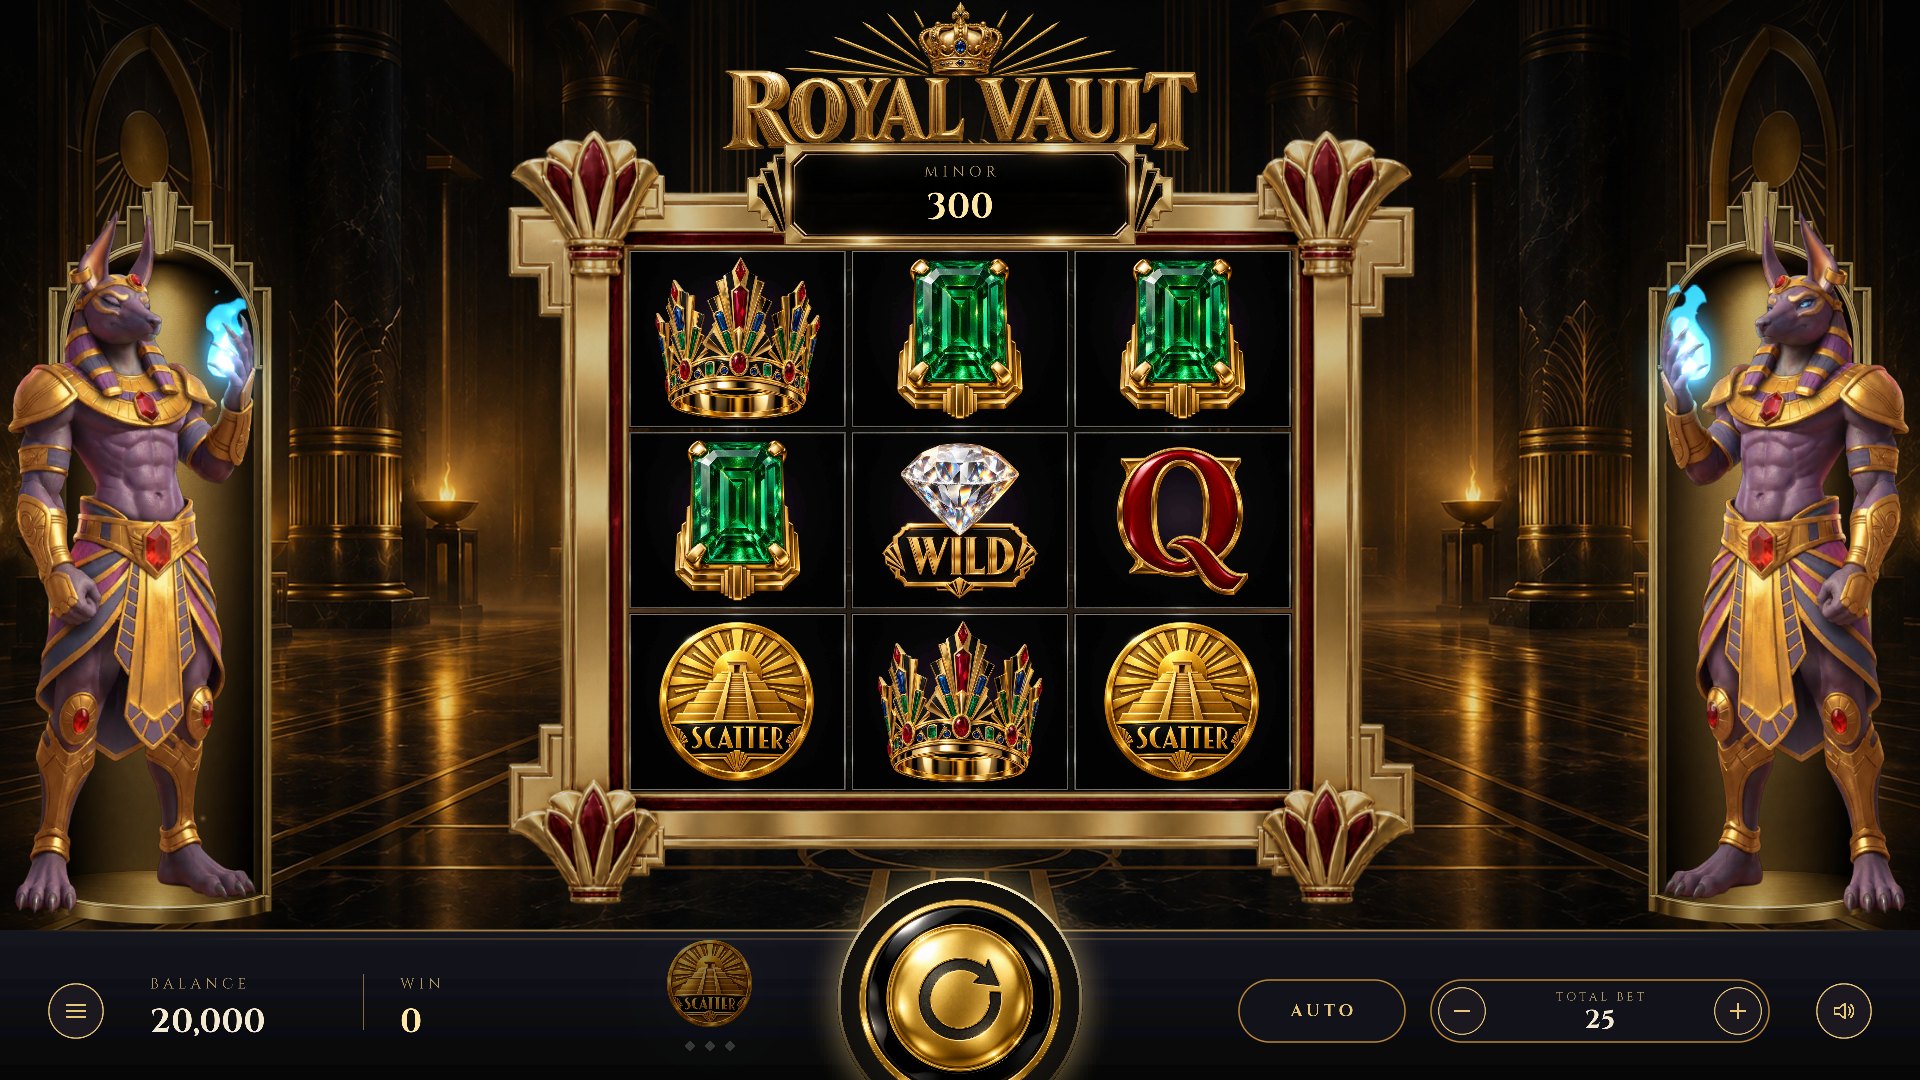 ROYAL VAULT
MINOR
300
WILD
Q
SCATTER
SCATTER
BALANCE
20,000
WIN
0
SCATTER
AUTO
TOTAL BET
25